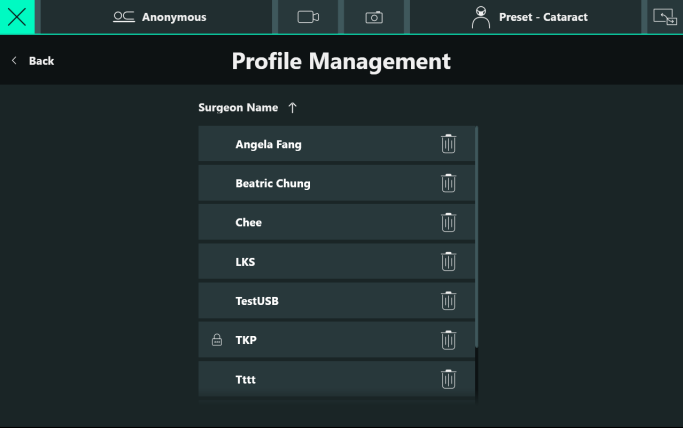 Anonymous
Preset - Cataract
Back
Profile Management
Surgeon Name
Angela Fang
Beatric Chung
Chee
LKS
TestUSB
TKP
Tttt